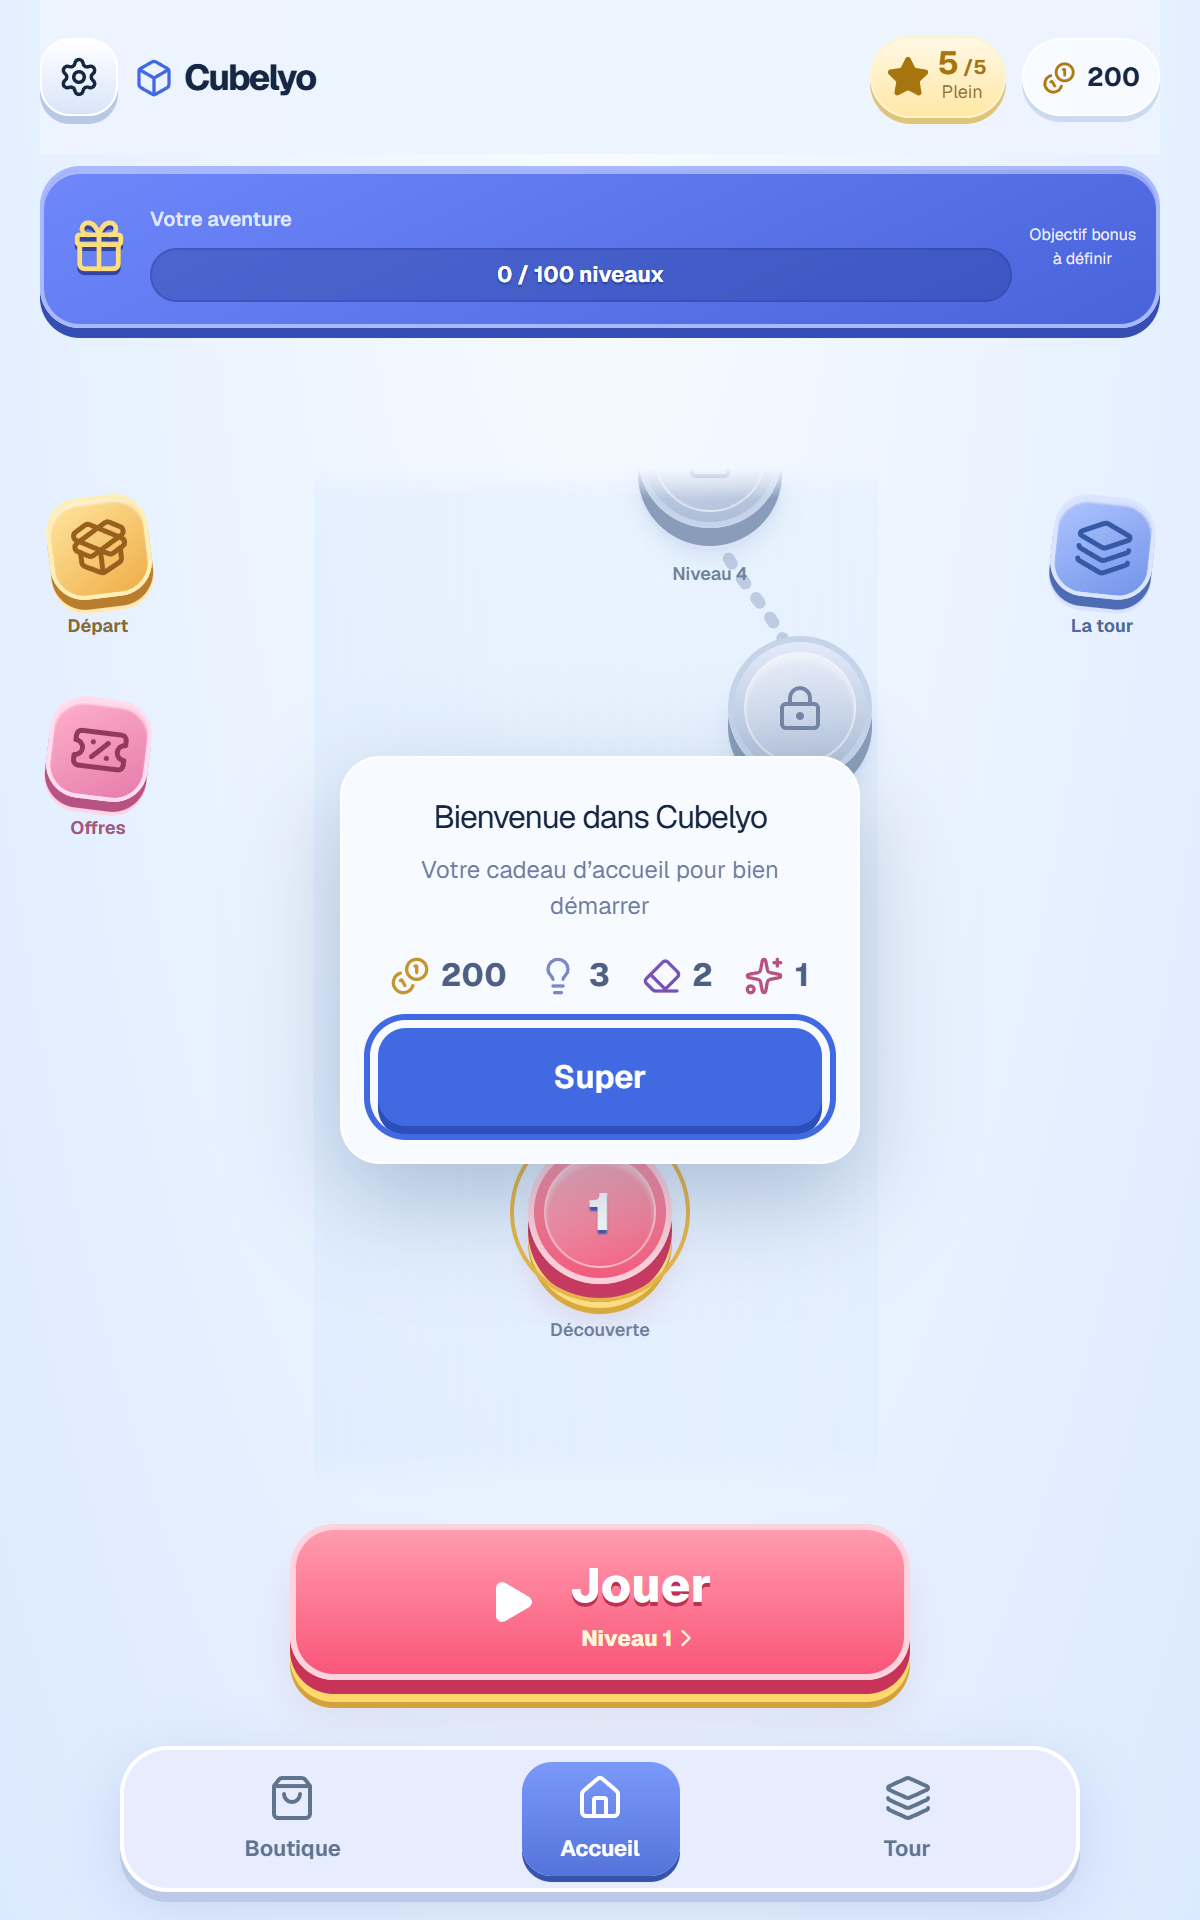 Cubelyo
5 /5
Plein
200
Votre aventure
0 / 100 niveaux
Objectif bonus
à définir
Niveau 4
Départ
La tour
Offres
Bienvenue dans Cubelyo
Votre cadeau d’accueil pour bien
démarrer
200 3 2 1
Super
1
Découverte
Jouer
Niveau 1
Boutique
Accueil
Tour